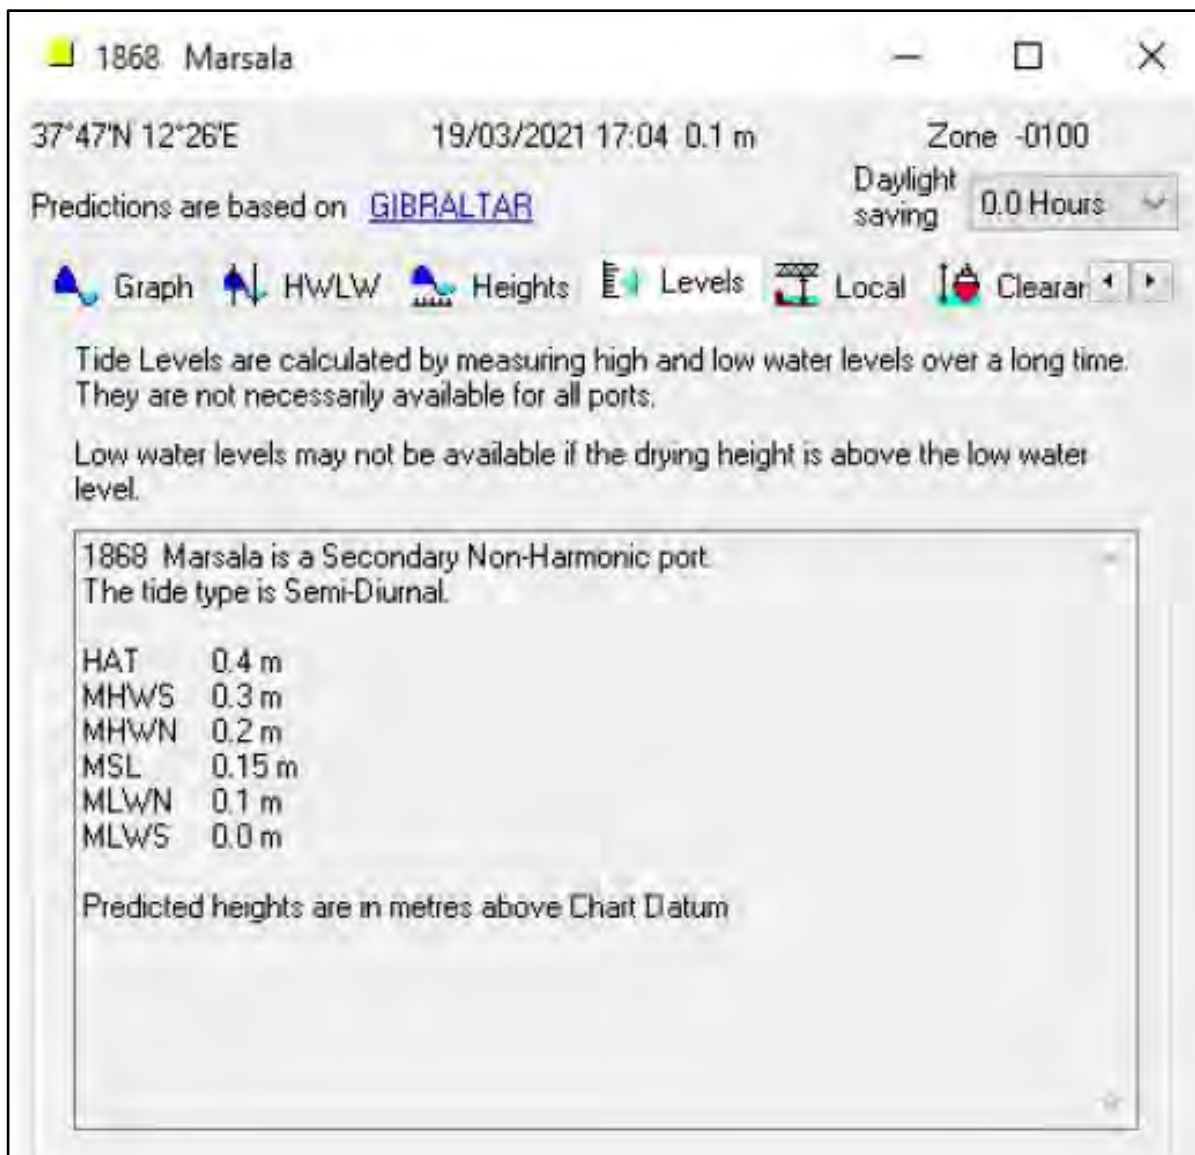 1868 Marsala
37°47'N 12°26'E 19/03/2021 17:04 0.1 m Zone -0100
Predictions are based on GIBRALTAR Daylight saving 0.0 Hours
Graph HWLW Heights Levels Local Clearar
Tide Levels are calculated by measuring high and low water levels over a long time.
They are not necessarily available for all ports.
Low water levels may not be available if the drying height is above the low water
level.
1868 Marsala is a Secondary Non-Harmonic port.
The tide type is Semi-Diurnal.
HAT 0.4 m
MHWS 0.3 m
MHWN 0.2 m
MSL 0.15 m
MLWN 0.1 m
MLWS 0.0 m
Predicted heights are in metres above Chart Datum